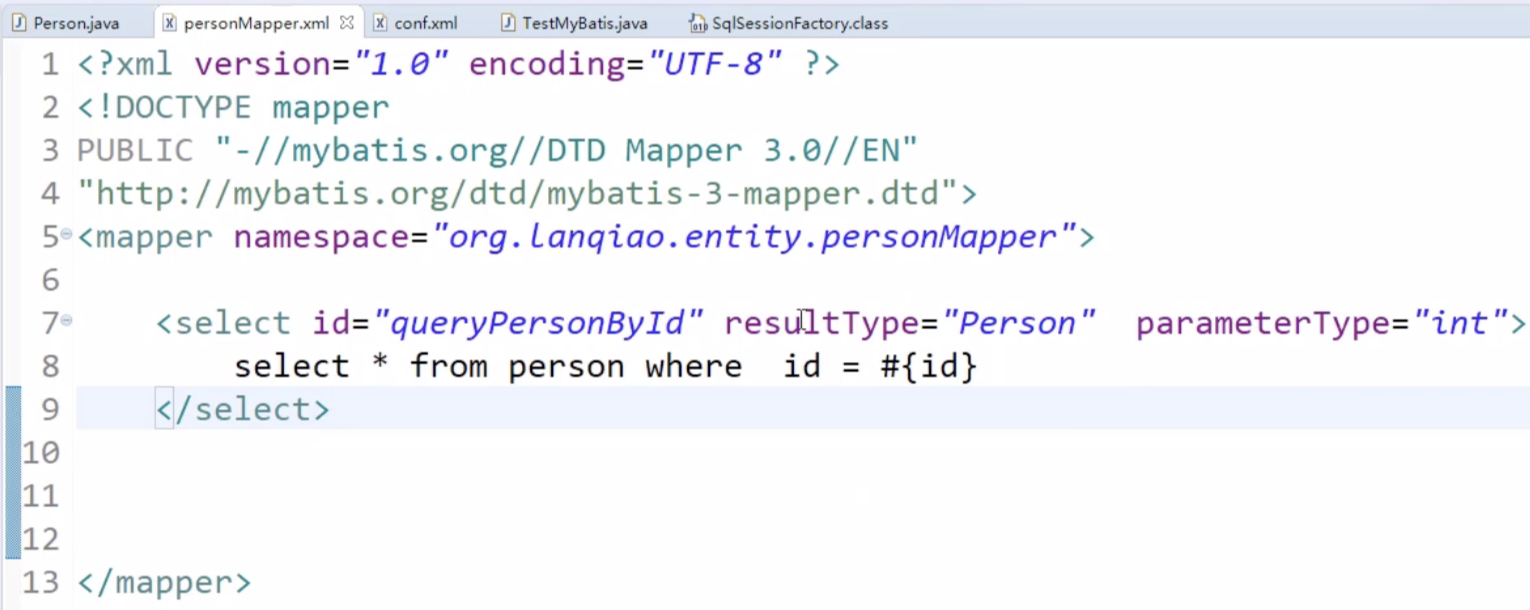 Person.java personMapper.xml conf.xml TestMyBatis.java SqlSessionFactory.class
1 <?xml version="1.0" encoding="UTF-8" ?>
2 <!DOCTYPE mapper
3 PUBLIC "-//mybatis.org//DTD Mapper 3.0//EN"
4 "http://mybatis.org/dtd/mybatis-3-mapper.dtd">
5 <mapper namespace="org.lanqiao.entity.personMapper">
6
7 <select id="queryPersonById" resultType="Person" parameterType="int">
8 select * from person where id = #{id}
9 </select>
10
11
12
13 </mapper>